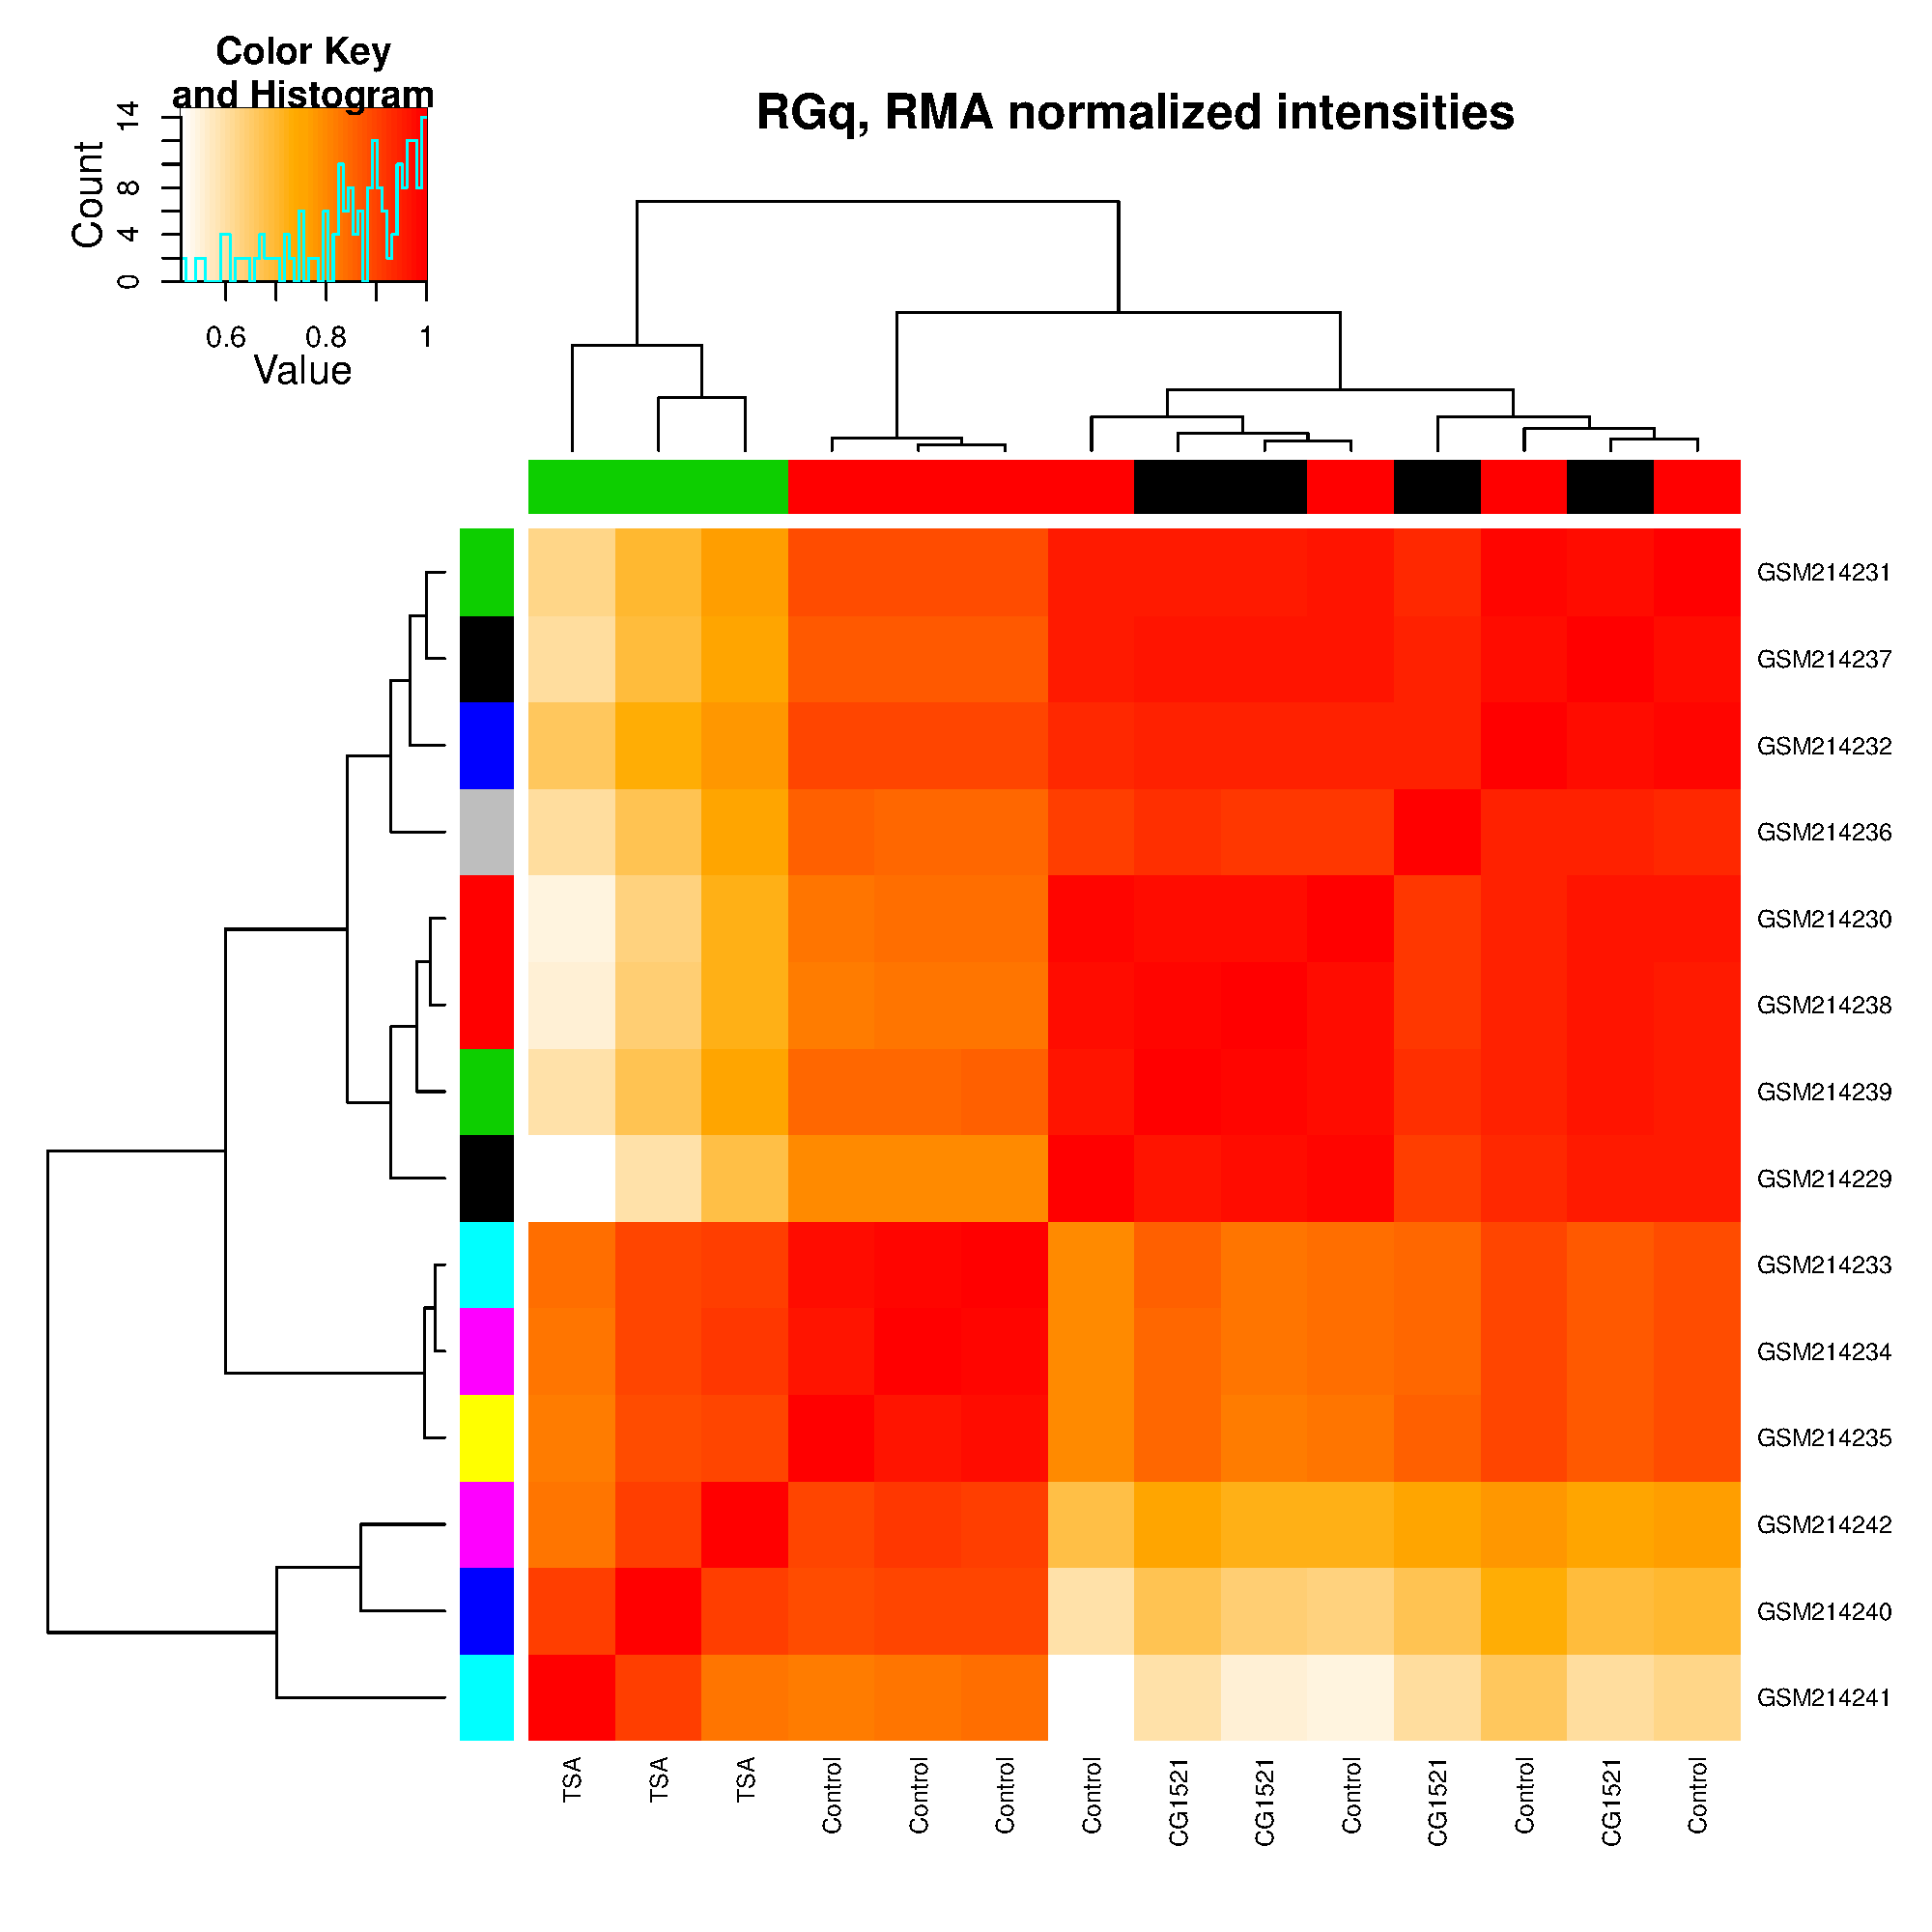 Color Key
and Histogram
Count
0
4
8
14
0.6
0.8
1
Value
RGq, RMA normalized intensities
GSM214231
GSM214237
GSM214232
GSM214236
GSM214230
GSM214238
GSM214239
GSM214229
GSM214233
GSM214234
GSM214235
GSM214242
GSM214240
GSM214241
TSA
TSA
TSA
Control
Control
Control
Control
CG1521
CG1521
Control
CG1521
Control
CG1521
Control